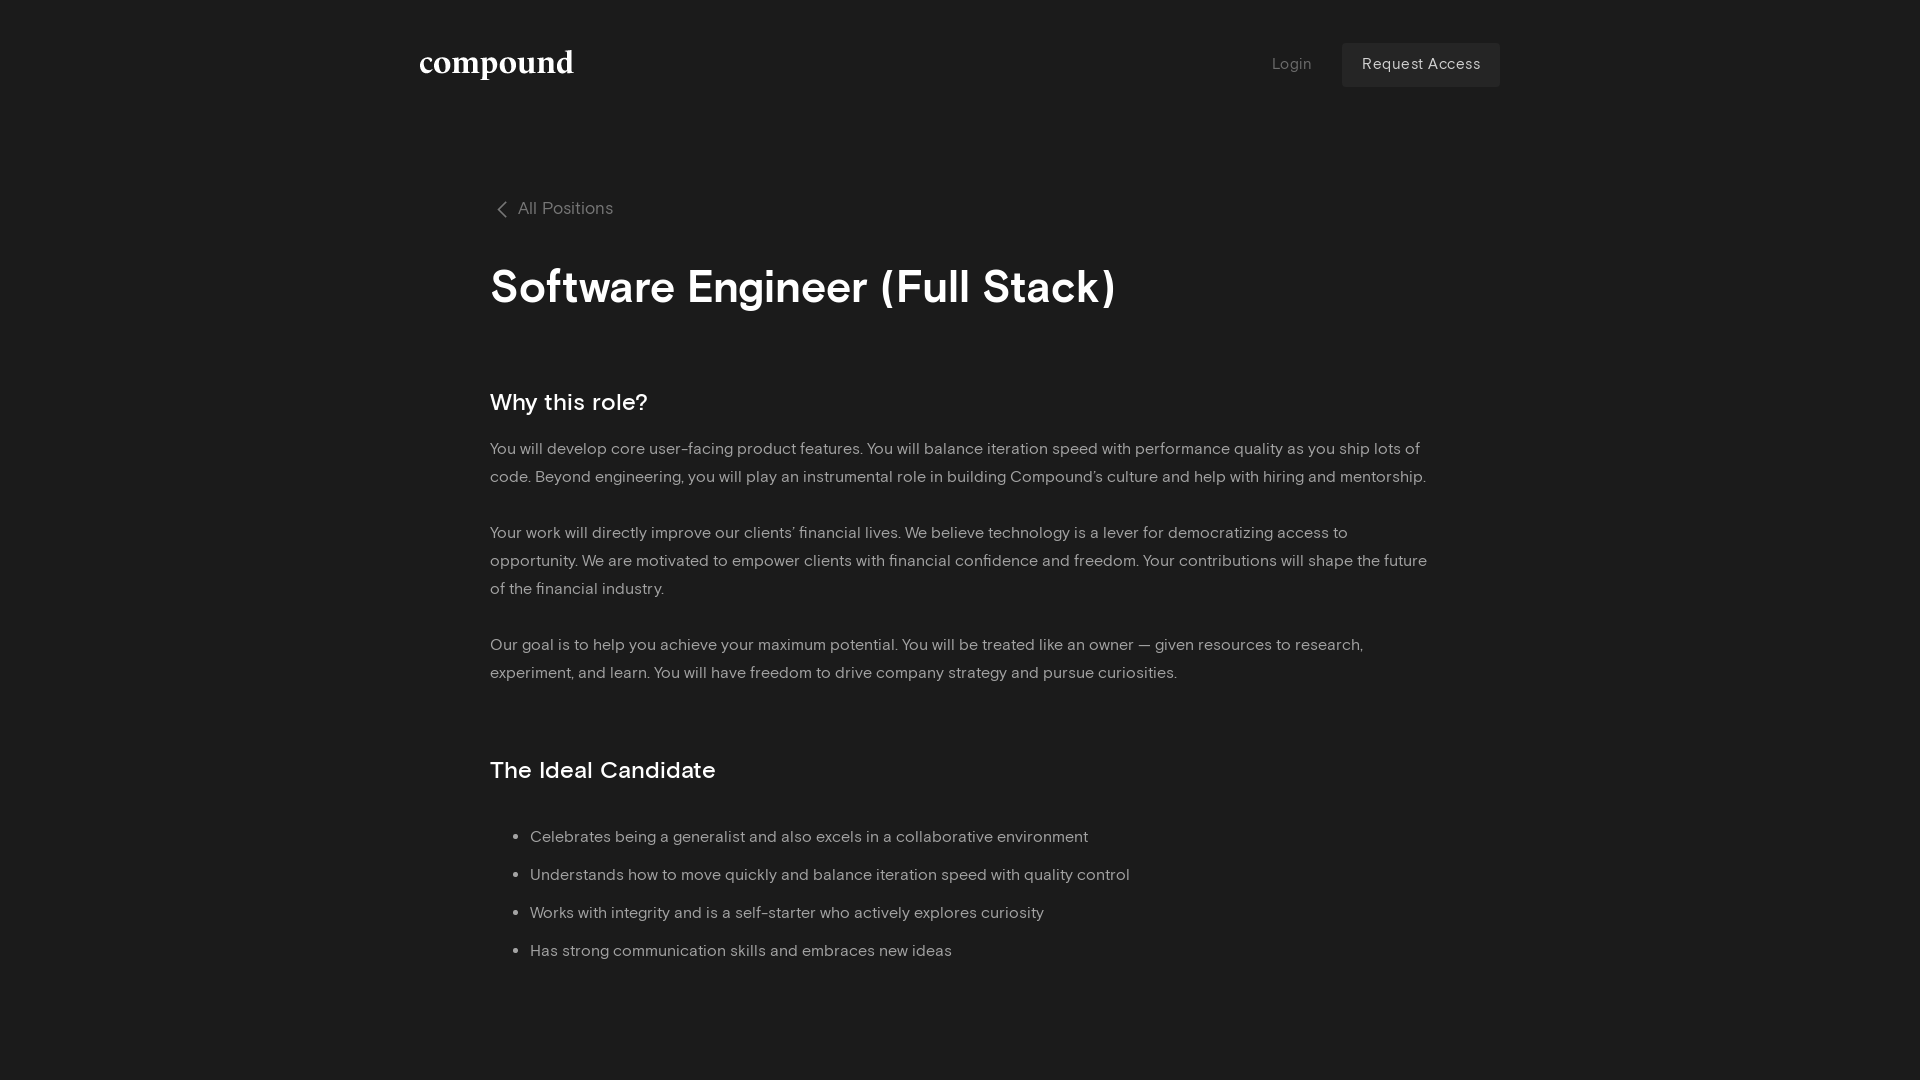 compound
Login
Request Access
All Positions
Software Engineer (Full Stack)
Why this role?
You will develop core user-facing product features. You will balance iteration speed with performance quality as you ship lots of
code. Beyond engineering, you will play an instrumental role in building Compound’s culture and help with hiring and mentorship.
Your work will directly improve our clients’ financial lives. We believe technology is a lever for democratizing access to
opportunity. We are motivated to empower clients with financial confidence and freedom. Your contributions will shape the future
of the financial industry.
Our goal is to help you achieve your maximum potential. You will be treated like an owner — given resources to research,
experiment, and learn. You will have freedom to drive company strategy and pursue curiosities.
The Ideal Candidate
• Celebrates being a generalist and also excels in a collaborative environment
• Understands how to move quickly and balance iteration speed with quality control
• Works with integrity and is a self-starter who actively explores curiosity
• Has strong communication skills and embraces new ideas